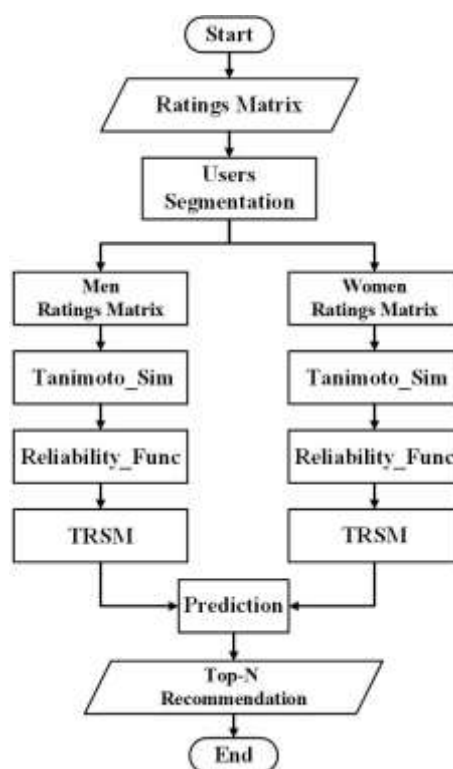 Start
Ratings Matrix
Users
Segmentation
Men
Ratings Matrix
Women
Ratings Matrix
Tanimoto_Sim
Tanimoto_Sim
Reliability_Func
Reliability_Func
TRSM
TRSM
Prediction
Top-N
Recommendation
End